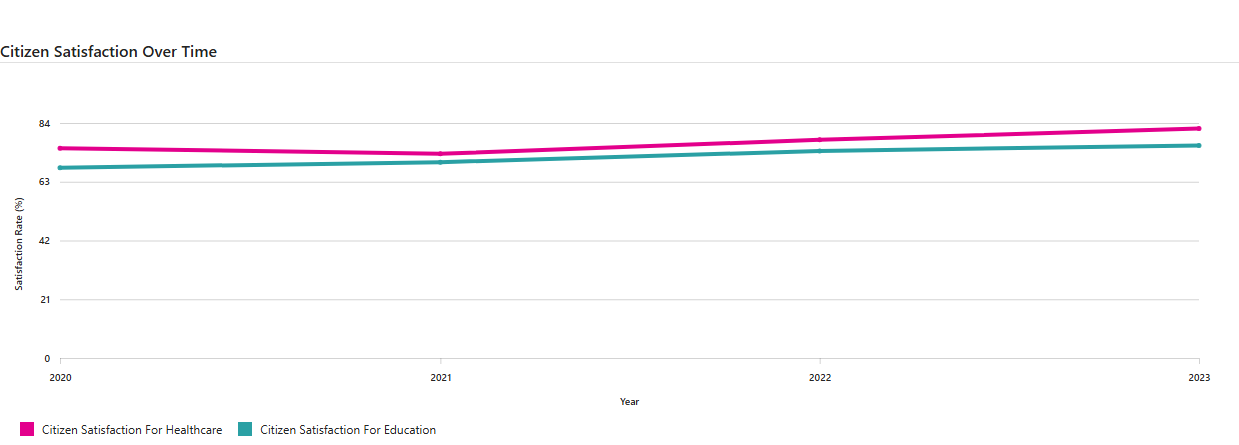 Citizen Satisfaction Over Time
84
63
42
21
0
Satisfaction Rate (%)
2020 2021 2022 2023
Year
Citizen Satisfaction For Healthcare Citizen Satisfaction For Education